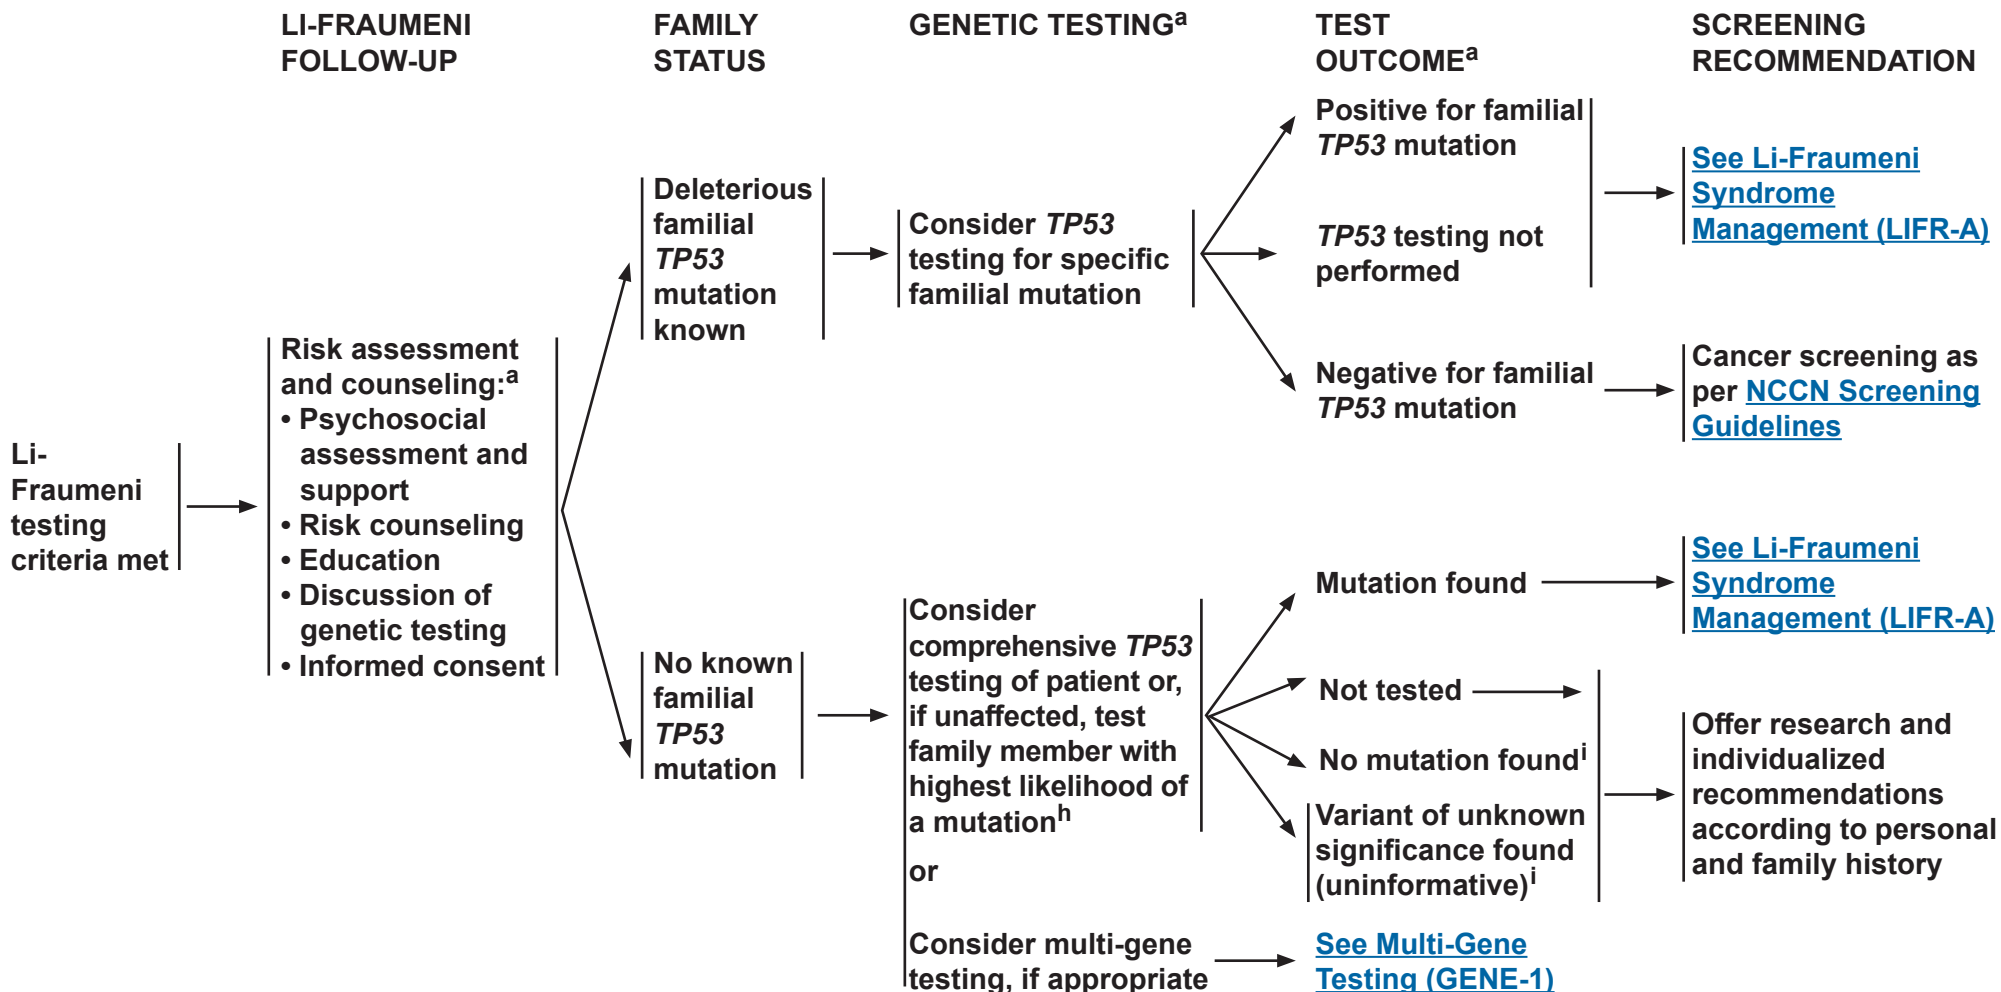 LI-FRAUMENI
FOLLOW-UP
FAMILY
STATUS
GENETIC TESTINGa
TEST
OUTCOMEa
SCREENING
RECOMMENDATION
Li-
Fraumeni
testing
criteria met
Risk assessment
and counseling:a
• Psychosocial
assessment and
support
• Risk counseling
• Education
• Discussion of
genetic testing
• Informed consent
Deleterious
familial
TP53
mutation
known
Consider TP53
testing for specific
familial mutation
Positive for familial
TP53 mutation
TP53 testing not
performed
See Li-Fraumeni
Syndrome
Management (LIFR-A)
Negative for familial
TP53 mutation
Cancer screening as
per NCCN Screening
Guidelines
No known
familial
TP53
mutation
Consider
comprehensive TP53
testing of patient or,
if unaffected, test
family member with
highest likelihood of
a mutationh
or
Consider multi-gene
testing, if appropriate
Mutation found
See Li-Fraumeni
Syndrome
Management (LIFR-A)
Not tested
No mutation foundi
Variant of unknown
significance found
(uninformative)i
Offer research and
individualized
recommendations
according to personal
and family history
See Multi-Gene
Testing (GENE-1)